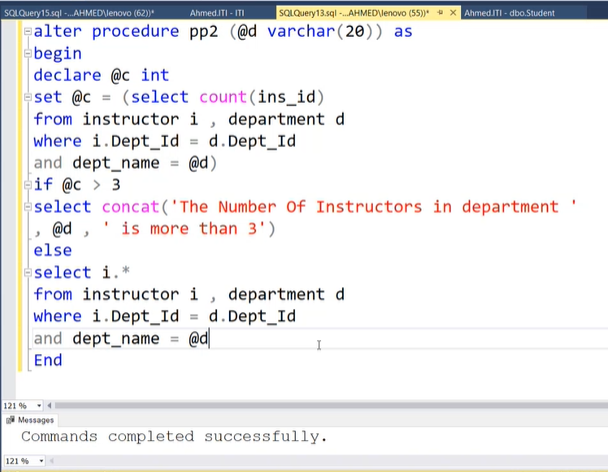 SQLQuery15.sql -...AHMED\lenovo (62))* Ahmed.ITI - ITI SQLQuery13.sql -...AHMED\lenovo (55))* Ahmed.ITI - dbo.Student
alter procedure pp2 (@d varchar(20)) as
begin
declare @c int
set @c = (select count(ins_id)
from instructor i , department d
where i.Dept_Id = d.Dept_Id
and dept_name = @d)
if @c > 3
select concat('The Number Of Instructors in department '
, @d , ' is more than 3')
else
select i.*
from instructor i , department d
where i.Dept_Id = d.Dept_Id
and dept_name = @d
End
121 %
Messages
Commands completed successfully.
121 %